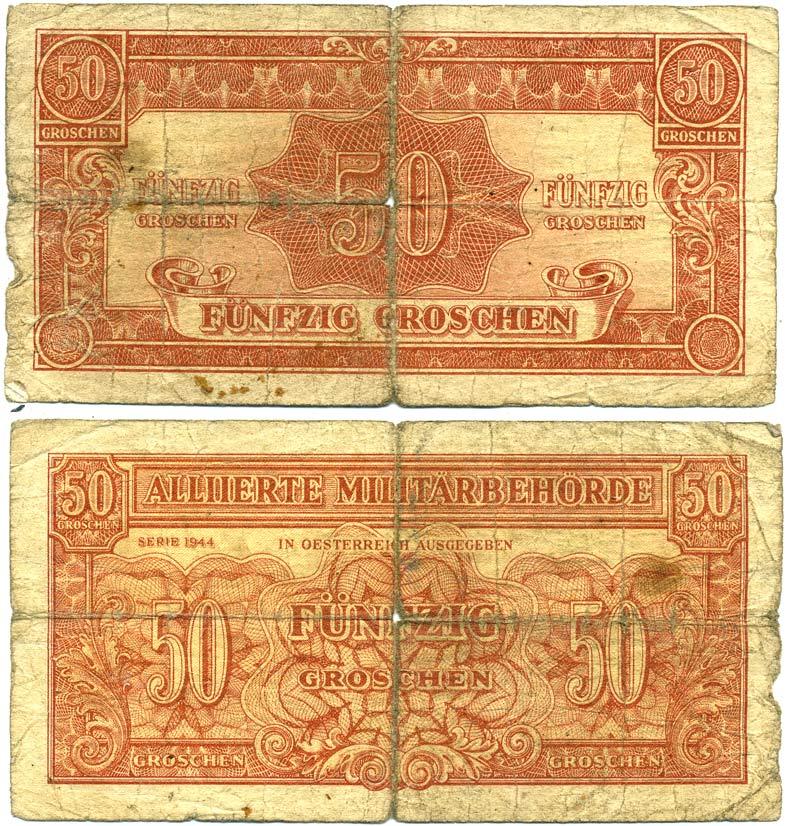 50 50
GROSCHEN GROSCHEN
FÜNFZIG 50 FÜNFZIG
GROSCHEN GROSCHEN
FÜNFZIG GROSCHEN
50 ALLIIERTE MILITÄRBEHÖRDE 50
GROSCHEN GROSCHEN
SERIE 1944 IN OESTERREICH AUSGEGEBEN
50 FÜNFZIG 50
GROSCHEN
GROSCHEN GROSCHEN